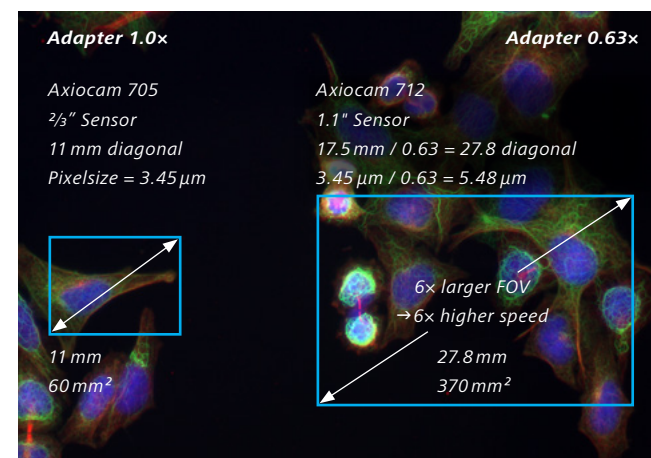 Adapter 1.0×
Axiocam 705
⅔" Sensor
11 mm diagonal
Pixelsize = 3.45 µm
11 mm
60 mm²
Adapter 0.63×
Axiocam 712
1.1" Sensor
17.5 mm / 0.63 = 27.8 diagonal
3.45 µm / 0.63 = 5.48 µm
6× larger FOV
→6× higher speed
27.8 mm
370 mm²